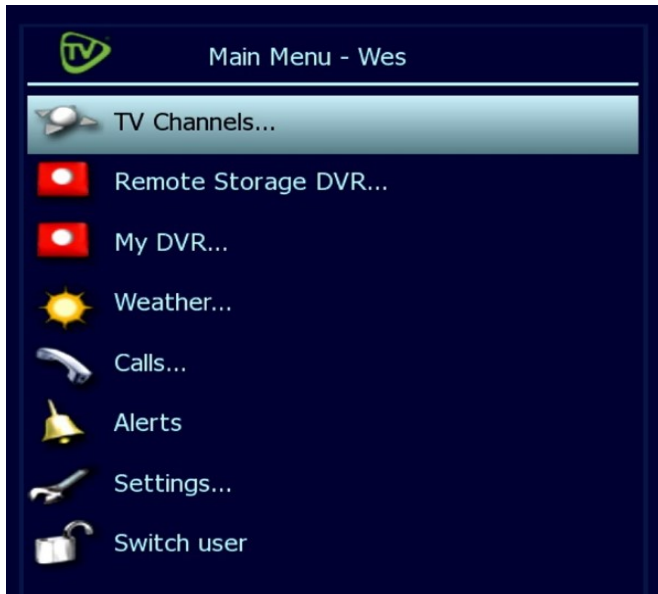 TV
Main Menu - Wes
TV Channels...
Remote Storage DVR...
My DVR...
Weather...
Calls...
Alerts
Settings...
Switch user